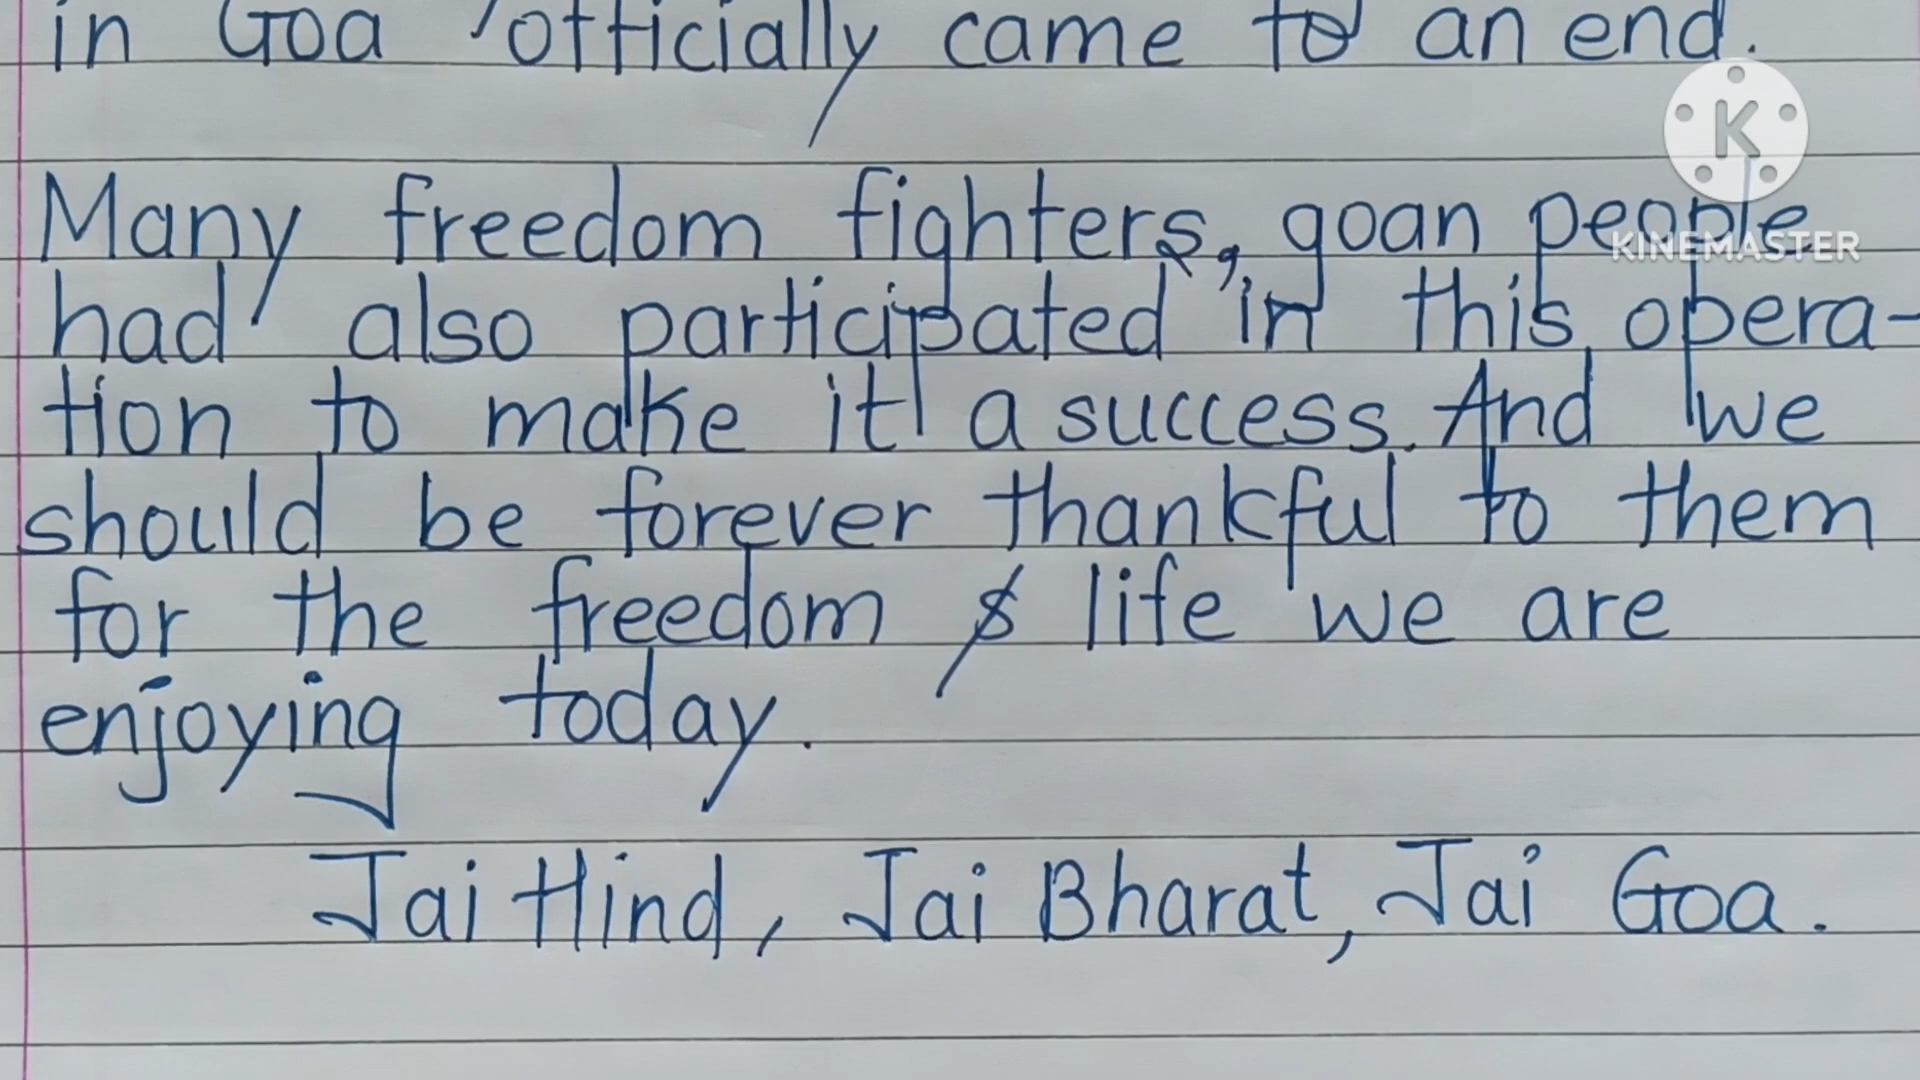 in Goa officially came to an end.
Many freedom fighters, goan people
had also participated in this opera-
tion to make it a success. And we
should be forever thankful to them
for the freedom & life we are
enjoying today.
Jai Hind, Jai Bharat, Jai Goa.
K
KINEMASTER